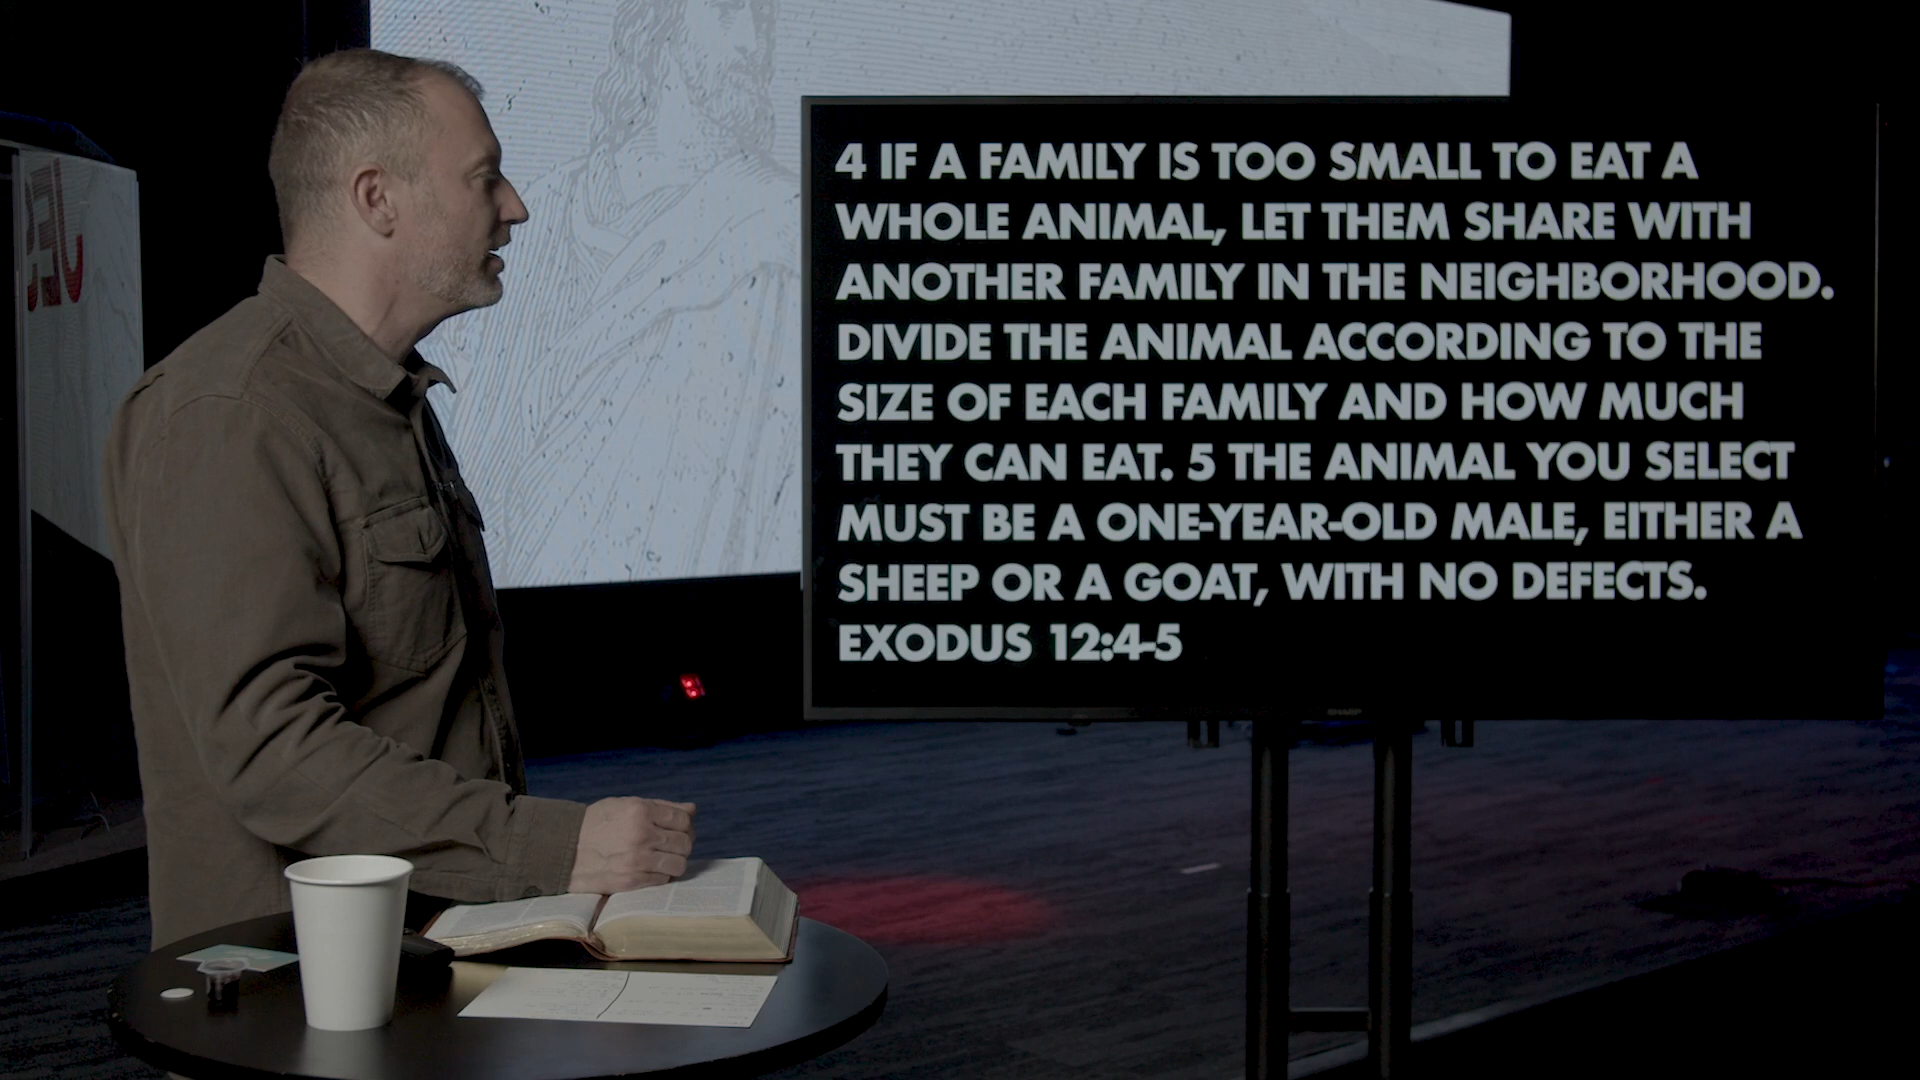 4 IF A FAMILY IS TOO SMALL TO EAT A
WHOLE ANIMAL, LET THEM SHARE WITH
ANOTHER FAMILY IN THE NEIGHBORHOOD.
DIVIDE THE ANIMAL ACCORDING TO THE
SIZE OF EACH FAMILY AND HOW MUCH
THEY CAN EAT. 5 THE ANIMAL YOU SELECT
MUST BE A ONE-YEAR-OLD MALE, EITHER A
SHEEP OR A GOAT, WITH NO DEFECTS.
EXODUS 12:4-5